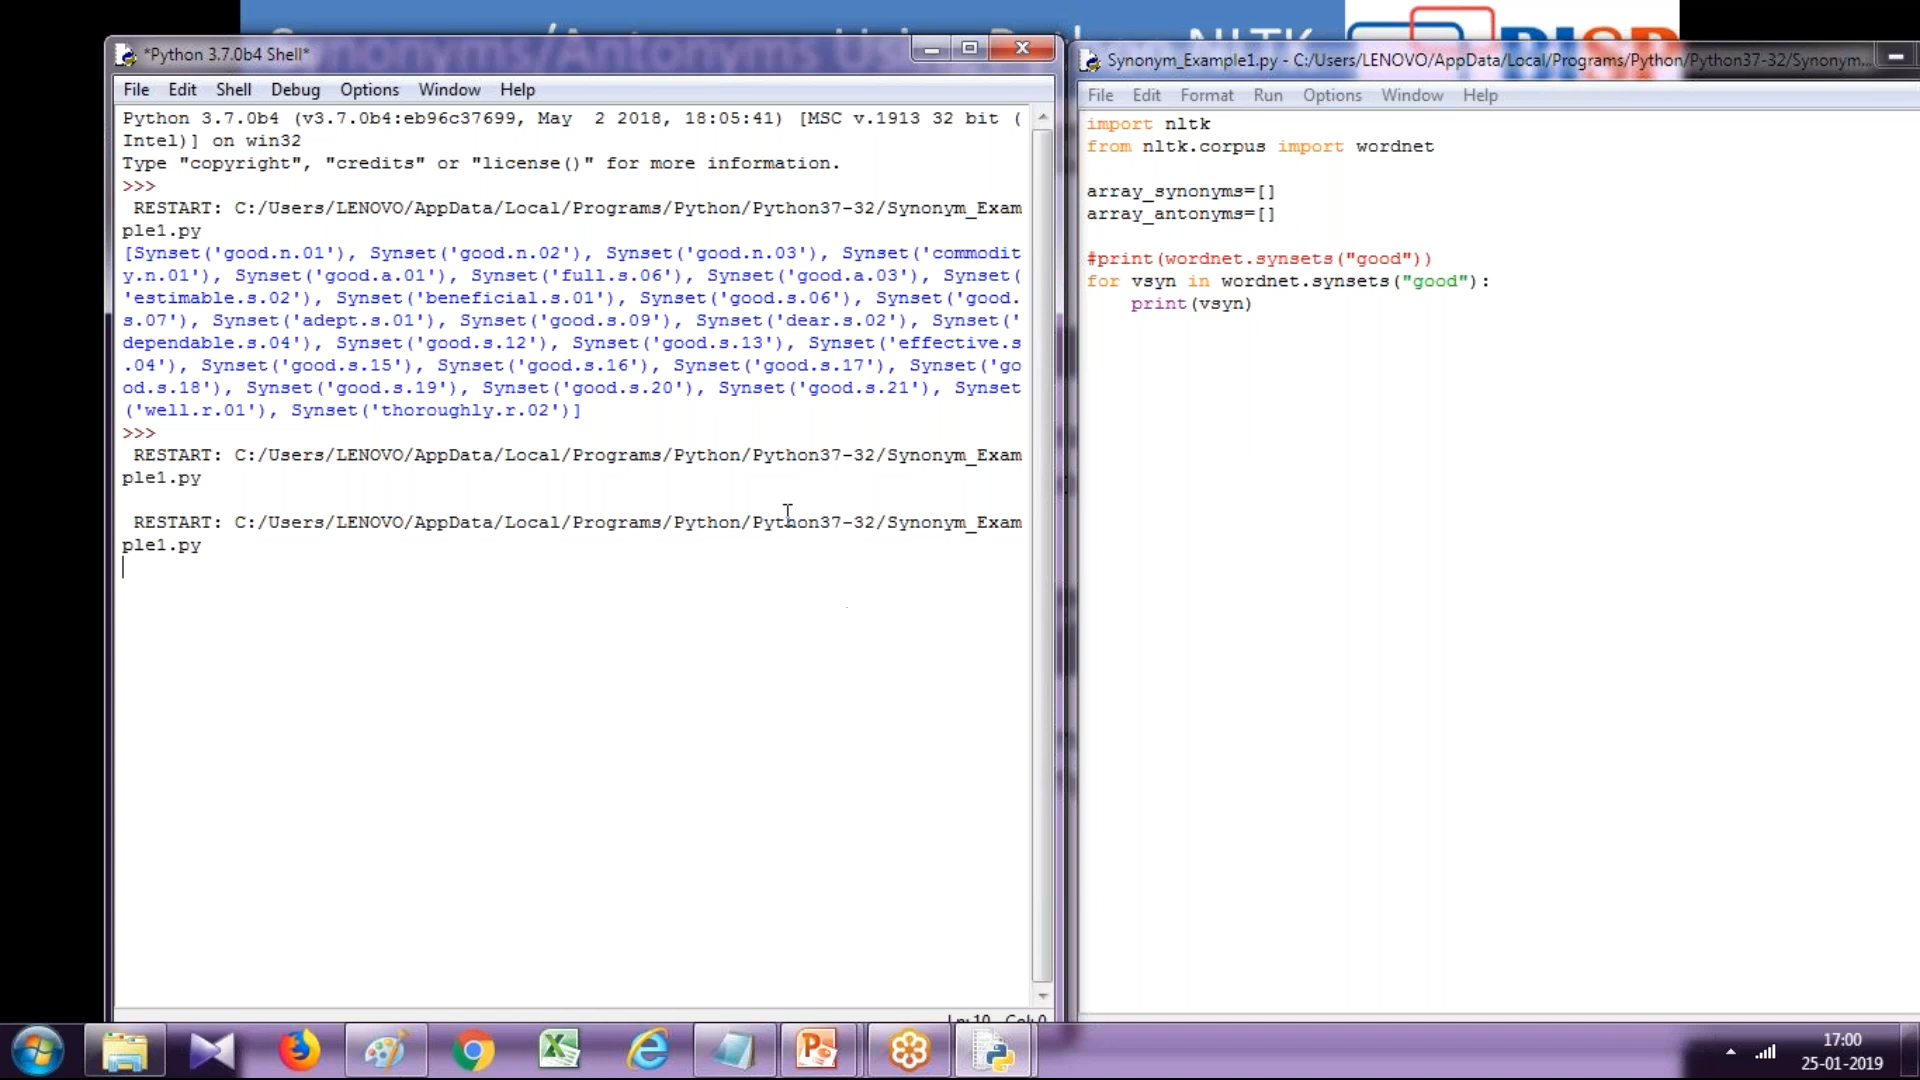 *Python 3.7.0b4 Shell*
File Edit Shell Debug Options Window Help
Python 3.7.0b4 (v3.7.0b4:eb96c37699, May  2 2018, 18:05:41) [MSC v.1913 32 bit (
Intel)] on win32
Type "copyright", "credits" or "license()" for more information.
>>>
 RESTART: C:/Users/LENOVO/AppData/Local/Programs/Python/Python37-32/Synonym_Exam
ple1.py
[Synset('good.n.01'), Synset('good.n.02'), Synset('good.n.03'), Synset('commodit
y.n.01'), Synset('good.a.01'), Synset('full.s.06'), Synset('good.a.03'), Synset(
'estimable.s.02'), Synset('beneficial.s.01'), Synset('good.s.06'), Synset('good.
s.07'), Synset('adept.s.01'), Synset('good.s.09'), Synset('dear.s.02'), Synset('
dependable.s.04'), Synset('good.s.12'), Synset('good.s.13'), Synset('effective.s
.04'), Synset('good.s.15'), Synset('good.s.16'), Synset('good.s.17'), Synset('go
od.s.18'), Synset('good.s.19'), Synset('good.s.20'), Synset('good.s.21'), Synset
('well.r.01'), Synset('thoroughly.r.02')]
>>>
 RESTART: C:/Users/LENOVO/AppData/Local/Programs/Python/Python37-32/Synonym_Exam
ple1.py
 RESTART: C:/Users/LENOVO/AppData/Local/Programs/Python/Python37-32/Synonym_Exam
ple1.py
Synonym_Example1.py - C:/Users/LENOVO/AppData/Local/Programs/Python/Python37-32/Synonym...
File Edit Format Run Options Window Help
import nltk
from nltk.corpus import wordnet
array_synonyms=[]
array_antonyms=[]
#print(wordnet.synsets("good"))
for vsyn in wordnet.synsets("good"):
    print(vsyn)
17:00
25-01-2019